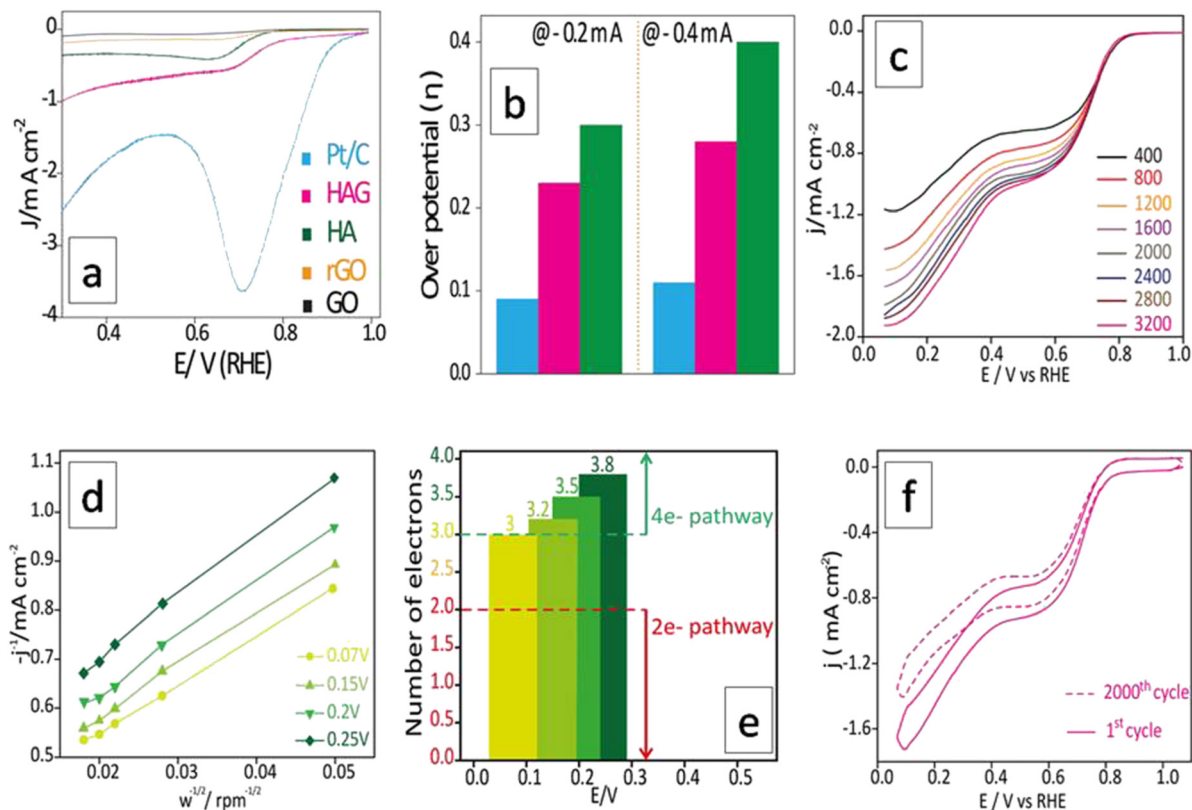 0
-1
-2
-3
-4
J/mA cm⁻²
0.4
0.6
0.8
1.0
E/ V (RHE)
a
Pt/C
HAG
HA
rGO
GO
@-0.2mA
@-0.4mA
0.4
0.3
0.2
0.1
0.0
Over potential (n)
b
0.0
-0.4
-0.8
-1.2
-1.6
-2.0
j/mA cm⁻²
0.0
0.2
0.4
0.6
0.8
1.0
E / V vs RHE
c
400
800
1200
1600
2000
2400
2800
3200
1.1
1.0
0.9
0.8
0.7
0.6
0.5
-j⁻¹/mA cm⁻²
0.02
0.03
0.04
0.05
w⁻¹/²/ rpm⁻¹/²
d
0.07V
0.15V
0.2V
0.25V
4.0
3.5
3.0
2.5
2.0
1.5
1.0
0.5
0.0
Number of electrons
3
3.2
3.5
3.8
4e- pathway
2e- pathway
0.0
0.1
0.2
0.3
0.4
0.5
E/V
e
0.0
-0.4
-0.8
-1.2
-1.6
j ( mA cm²)
0.0
0.2
0.4
0.6
0.8
1.0
E / V vs RHE
f
2000ᵗʰ cycle
1ˢᵗ cycle